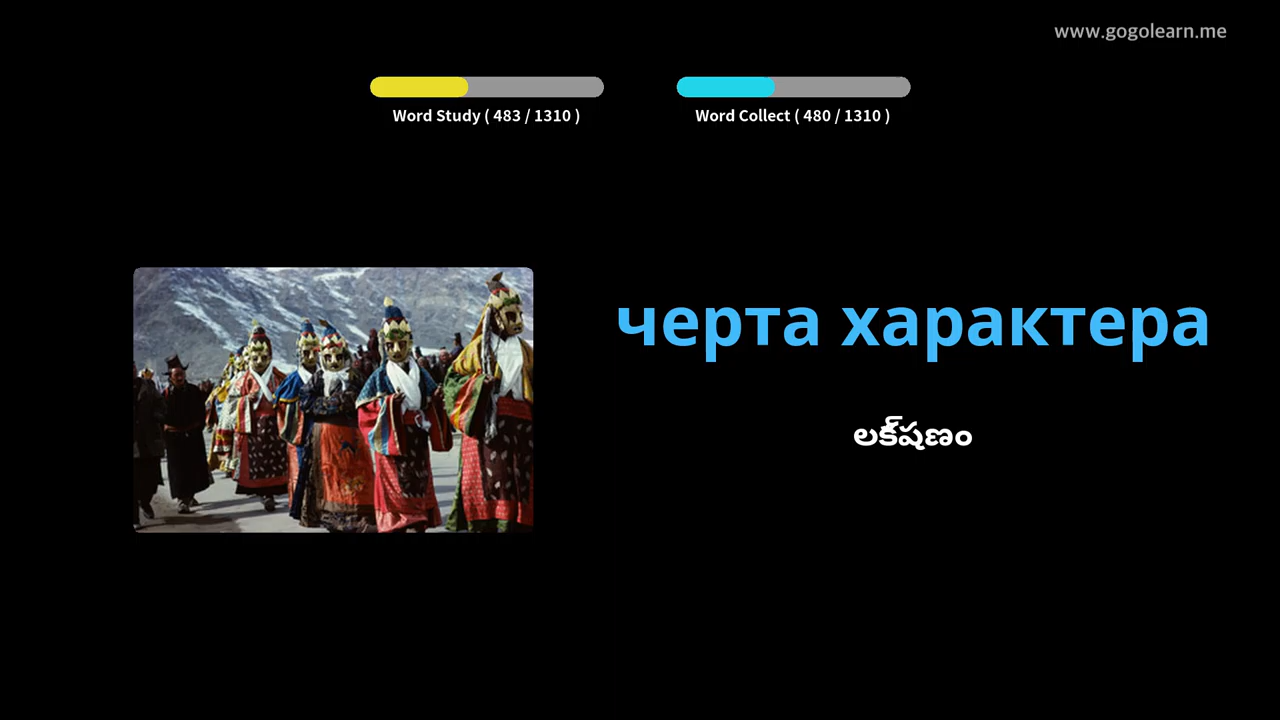 www.gogolearn.me
Word Study ( 483 / 1310 )
Word Collect ( 480 / 1310 )
черта характера
లక్‌షణం